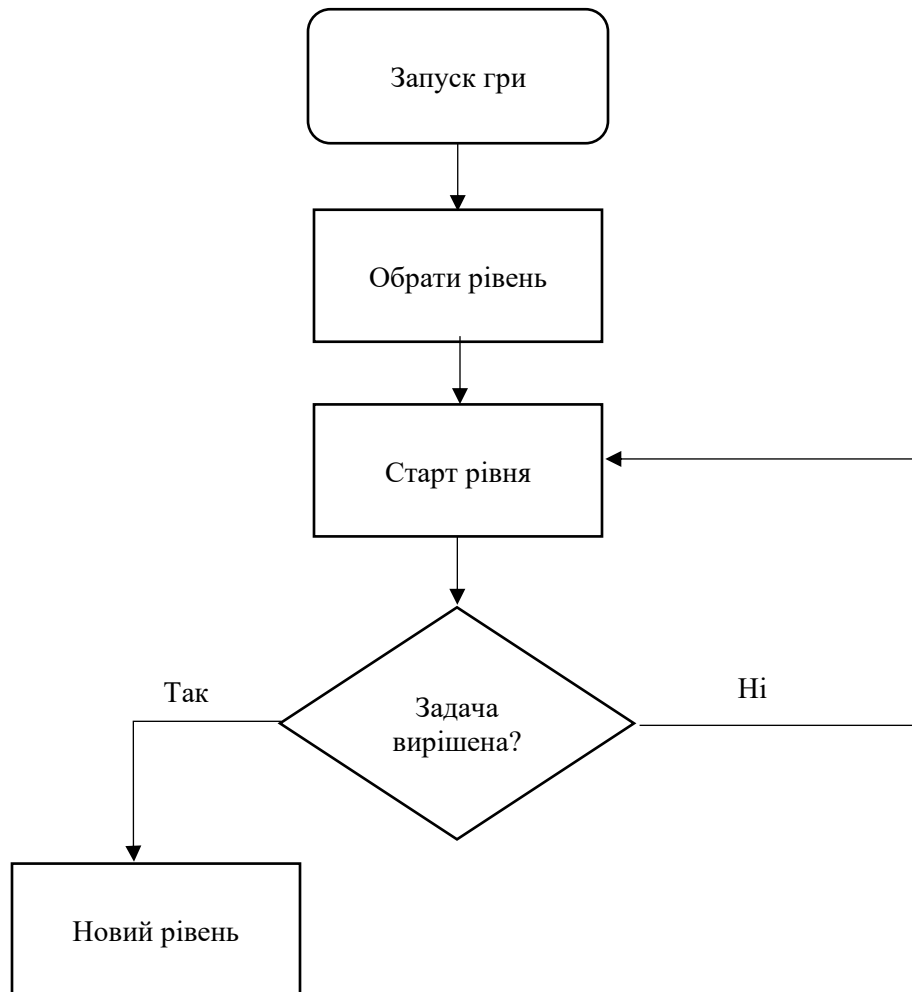 Запуск гри
Обрати рівень
Старт рівня
Задача
вирішена?
Так
Ні
Новий рівень